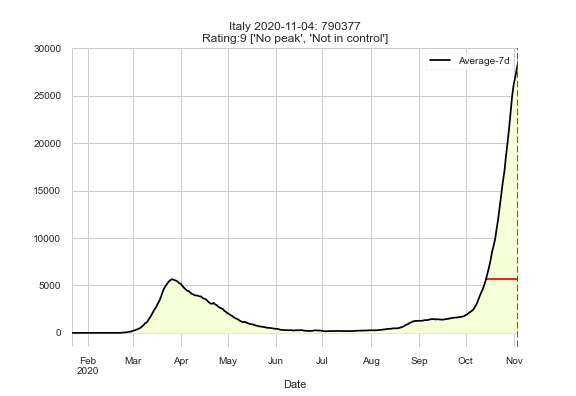 Italy 2020-11-04: 790377
Rating:9 ['No peak', 'Not in control']
Average-7d
30000
25000
20000
15000
10000
5000
0
Feb Mar Apr May Jun Jul Aug Sep Oct Nov
2020
Date